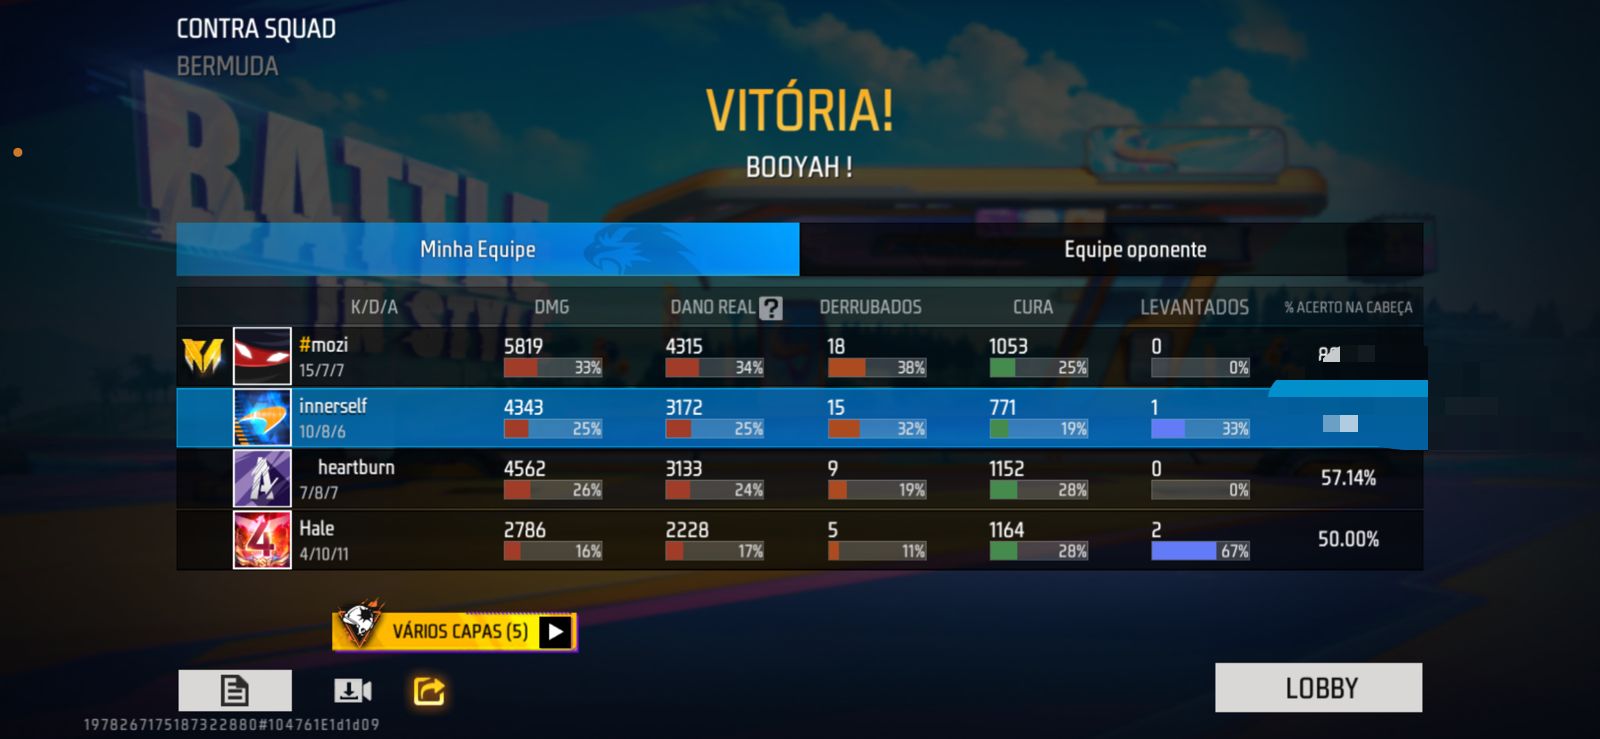 CONTRA SQUAD
BERMUDA
VITÓRIA!
BOOYAH !
BATTLE
IN STYLE
Minha Equipe
Equipe oponente
K/D/A DMG DANO REAL ? DERRUBADOS CURA LEVANTADOS % ACERTO NA CABEÇA
#mozi 5819 4315 18 1053 0
15/7/7 33% 34% 38% 25% 0%
innerself 4343 3172 15 771 1
10/8/6 25% 25% 32% 19% 33%
heartburn 4562 3133 9 1152 0 57.14%
7/8/7 26% 24% 19% 28% 0%
Hale 2786 2228 5 1164 2 50.00%
4/10/11 16% 17% 11% 28% 67%
VÁRIOS CAPAS (5)
LOBBY
1978267175187322880#104761E1d1d09